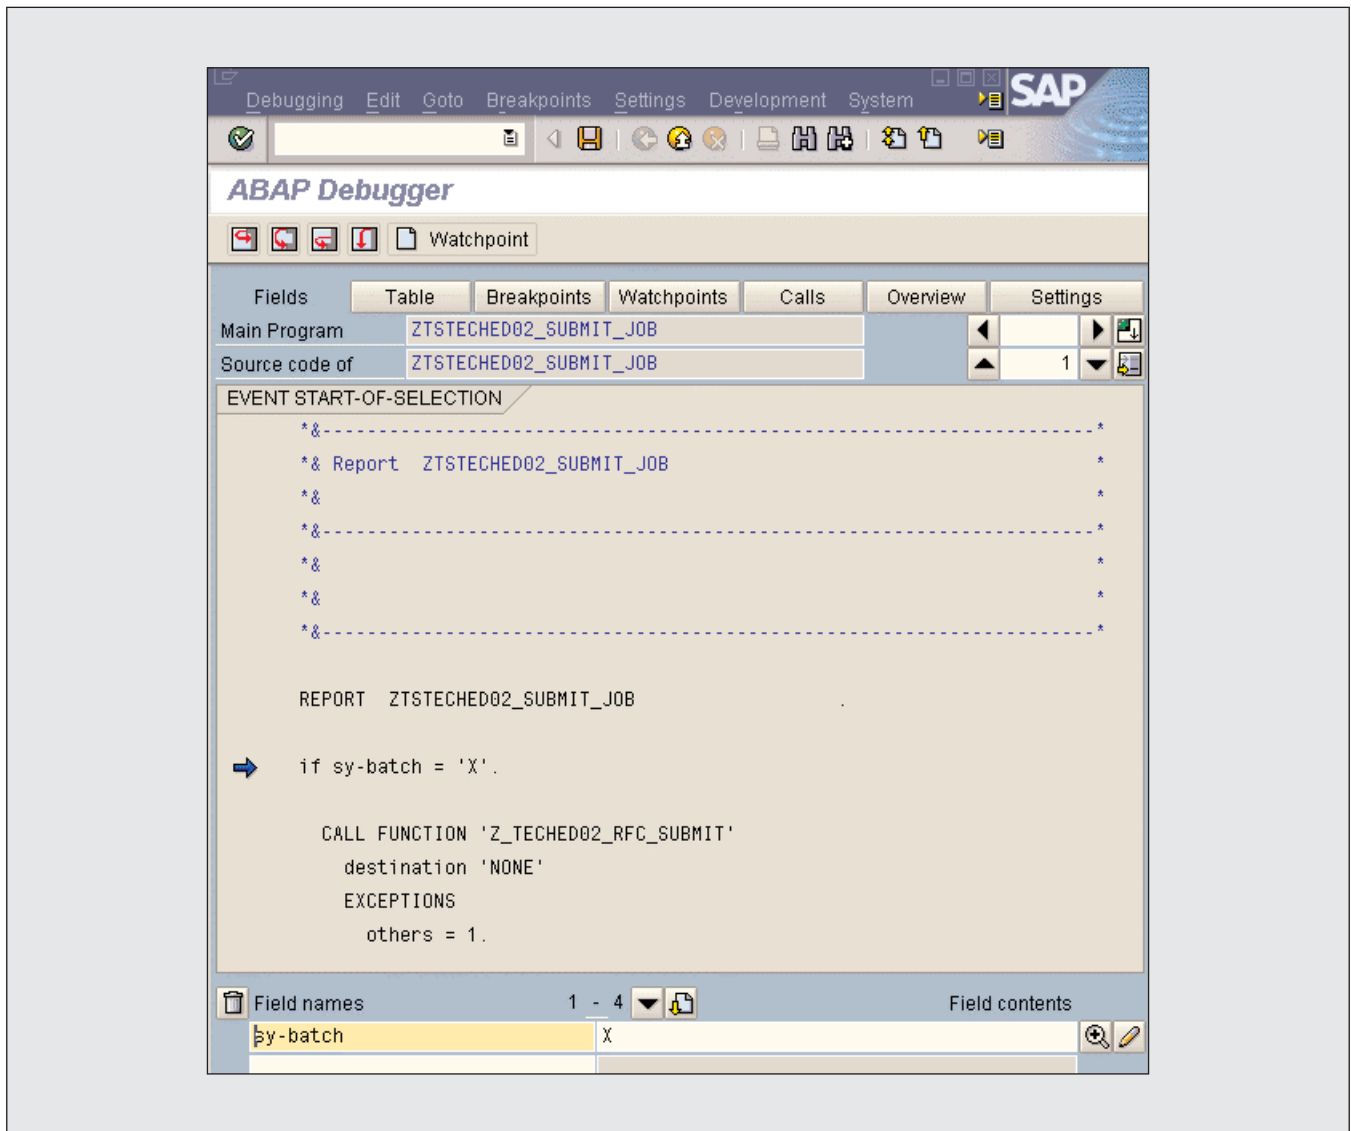 Debugging Edit Goto Breakpoints Settings Development System SAP
ABAP Debugger
Watchpoint
Fields Table Breakpoints Watchpoints Calls Overview Settings
Main Program ZTSTECHED02_SUBMIT_JOB
Source code of ZTSTECHED02_SUBMIT_JOB 1
EVENT START-OF-SELECTION
*&---------------------------------------------------------------------*
*& Report ZTSTECHED02_SUBMIT_JOB *
*& *
*&---------------------------------------------------------------------*
*& *
*& *
*&---------------------------------------------------------------------*
REPORT ZTSTECHED02_SUBMIT_JOB .
if sy-batch = 'X'.
CALL FUNCTION 'Z_TECHED02_RFC_SUBMIT'
destination 'NONE'
EXCEPTIONS
others = 1.
Field names 1 - 4 Field contents
sy-batch X